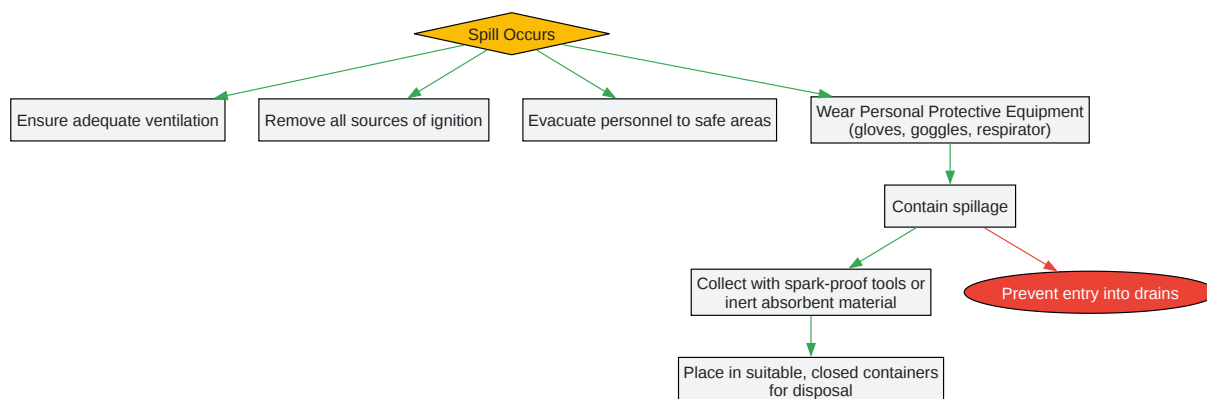 Spill Occurs
Ensure adequate ventilation
Remove all sources of ignition
Evacuate personnel to safe areas
Wear Personal Protective Equipment
(gloves, goggles, respirator)
Contain spillage
Collect with spark-proof tools or
inert absorbent material
Prevent entry into drains
Place in suitable, closed containers
for disposal